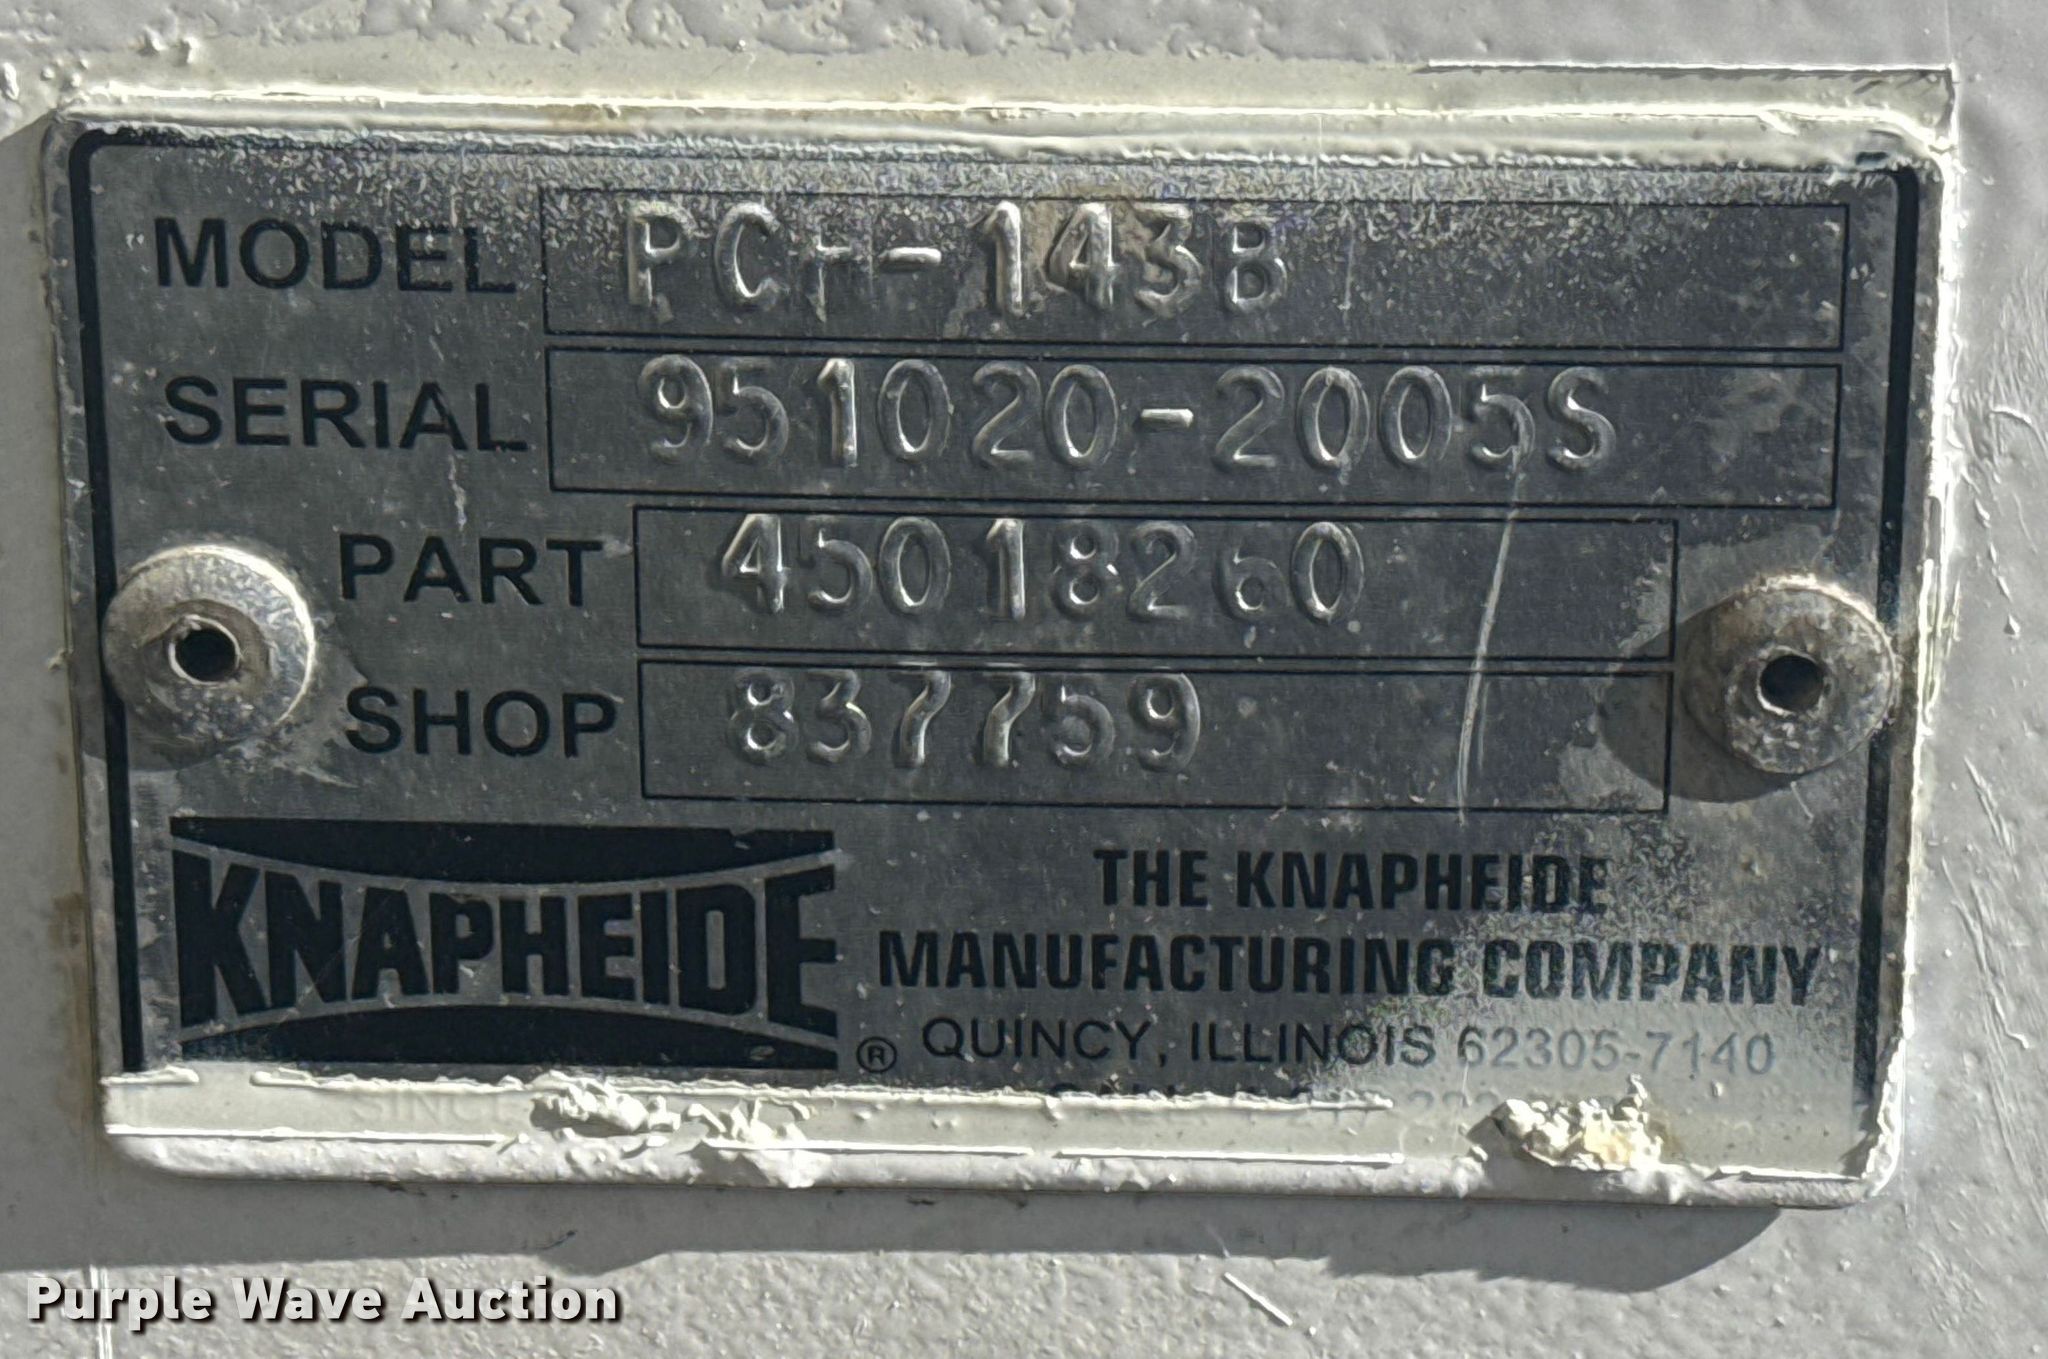 MODEL PCH-143B
SERIAL 951020-2005S
PART 45018260
SHOP 837759
KNAPHEIDE ®
THE KNAPHEIDE
MANUFACTURING COMPANY
QUINCY, ILLINOIS 62305-7140
Purple Wave Auction